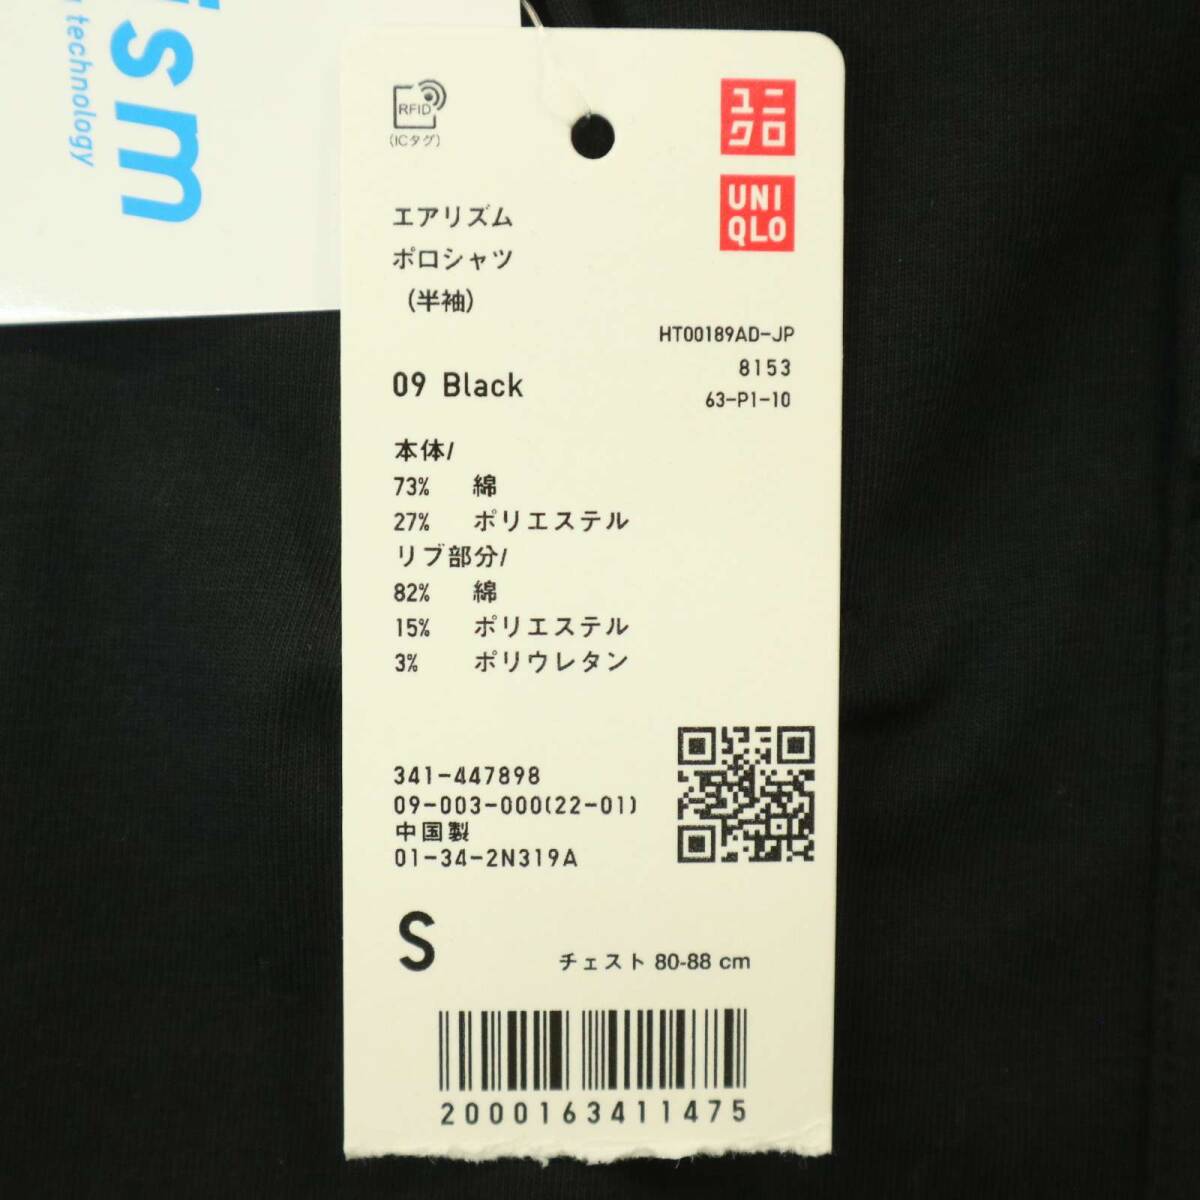 ism
technology
RFID
(ICタグ)
ユニ
クロ
UNI
QLO
エアリズム
ポロシャツ
(半袖)
HT00189AD-JP
8153
63-P1-10
09 Black
本体/
73% 綿
27% ポリエステル
リブ部分/
82% 綿
15% ポリエステル
3% ポリウレタン
341-447898
09-003-000(22-01)
中国製
01-34-2N319A
S
チェスト 80-88 cm
2000163411475